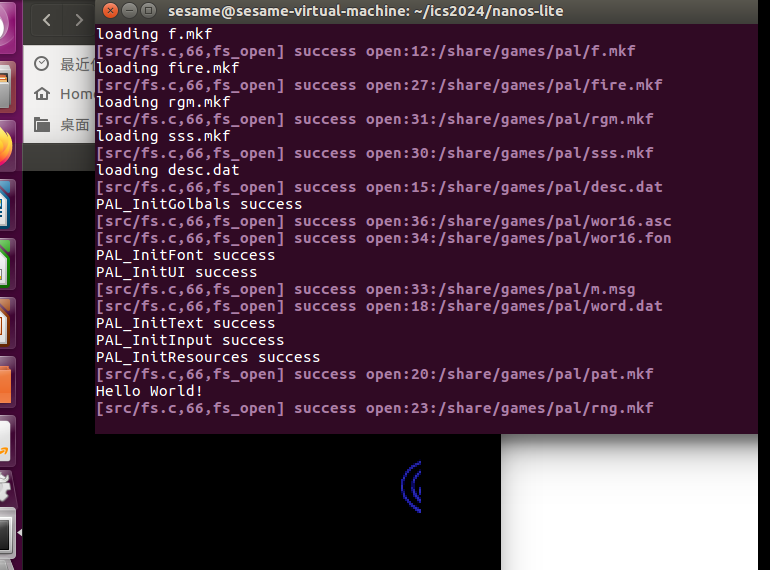 sesame@sesame-virtual-machine: ~/ics2024/nanos-lite
loading f.mkf
[src/fs.c,66,fs_open] success open:12:/share/games/pal/f.mkf
loading fire.mkf
[src/fs.c,66,fs_open] success open:27:/share/games/pal/fire.mkf
loading rgm.mkf
[src/fs.c,66,fs_open] success open:31:/share/games/pal/rgm.mkf
loading sss.mkf
[src/fs.c,66,fs_open] success open:30:/share/games/pal/sss.mkf
loading desc.dat
[src/fs.c,66,fs_open] success open:15:/share/games/pal/desc.dat
PAL_InitGolbals success
[src/fs.c,66,fs_open] success open:36:/share/games/pal/wor16.asc
[src/fs.c,66,fs_open] success open:34:/share/games/pal/wor16.fon
PAL_InitFont success
PAL_InitUI success
[src/fs.c,66,fs_open] success open:33:/share/games/pal/m.msg
[src/fs.c,66,fs_open] success open:18:/share/games/pal/word.dat
PAL_InitText success
PAL_InitInput success
PAL_InitResources success
[src/fs.c,66,fs_open] success open:20:/share/games/pal/pat.mkf
Hello World!
[src/fs.c,66,fs_open] success open:23:/share/games/pal/rng.mkf
最近
Home
桌面